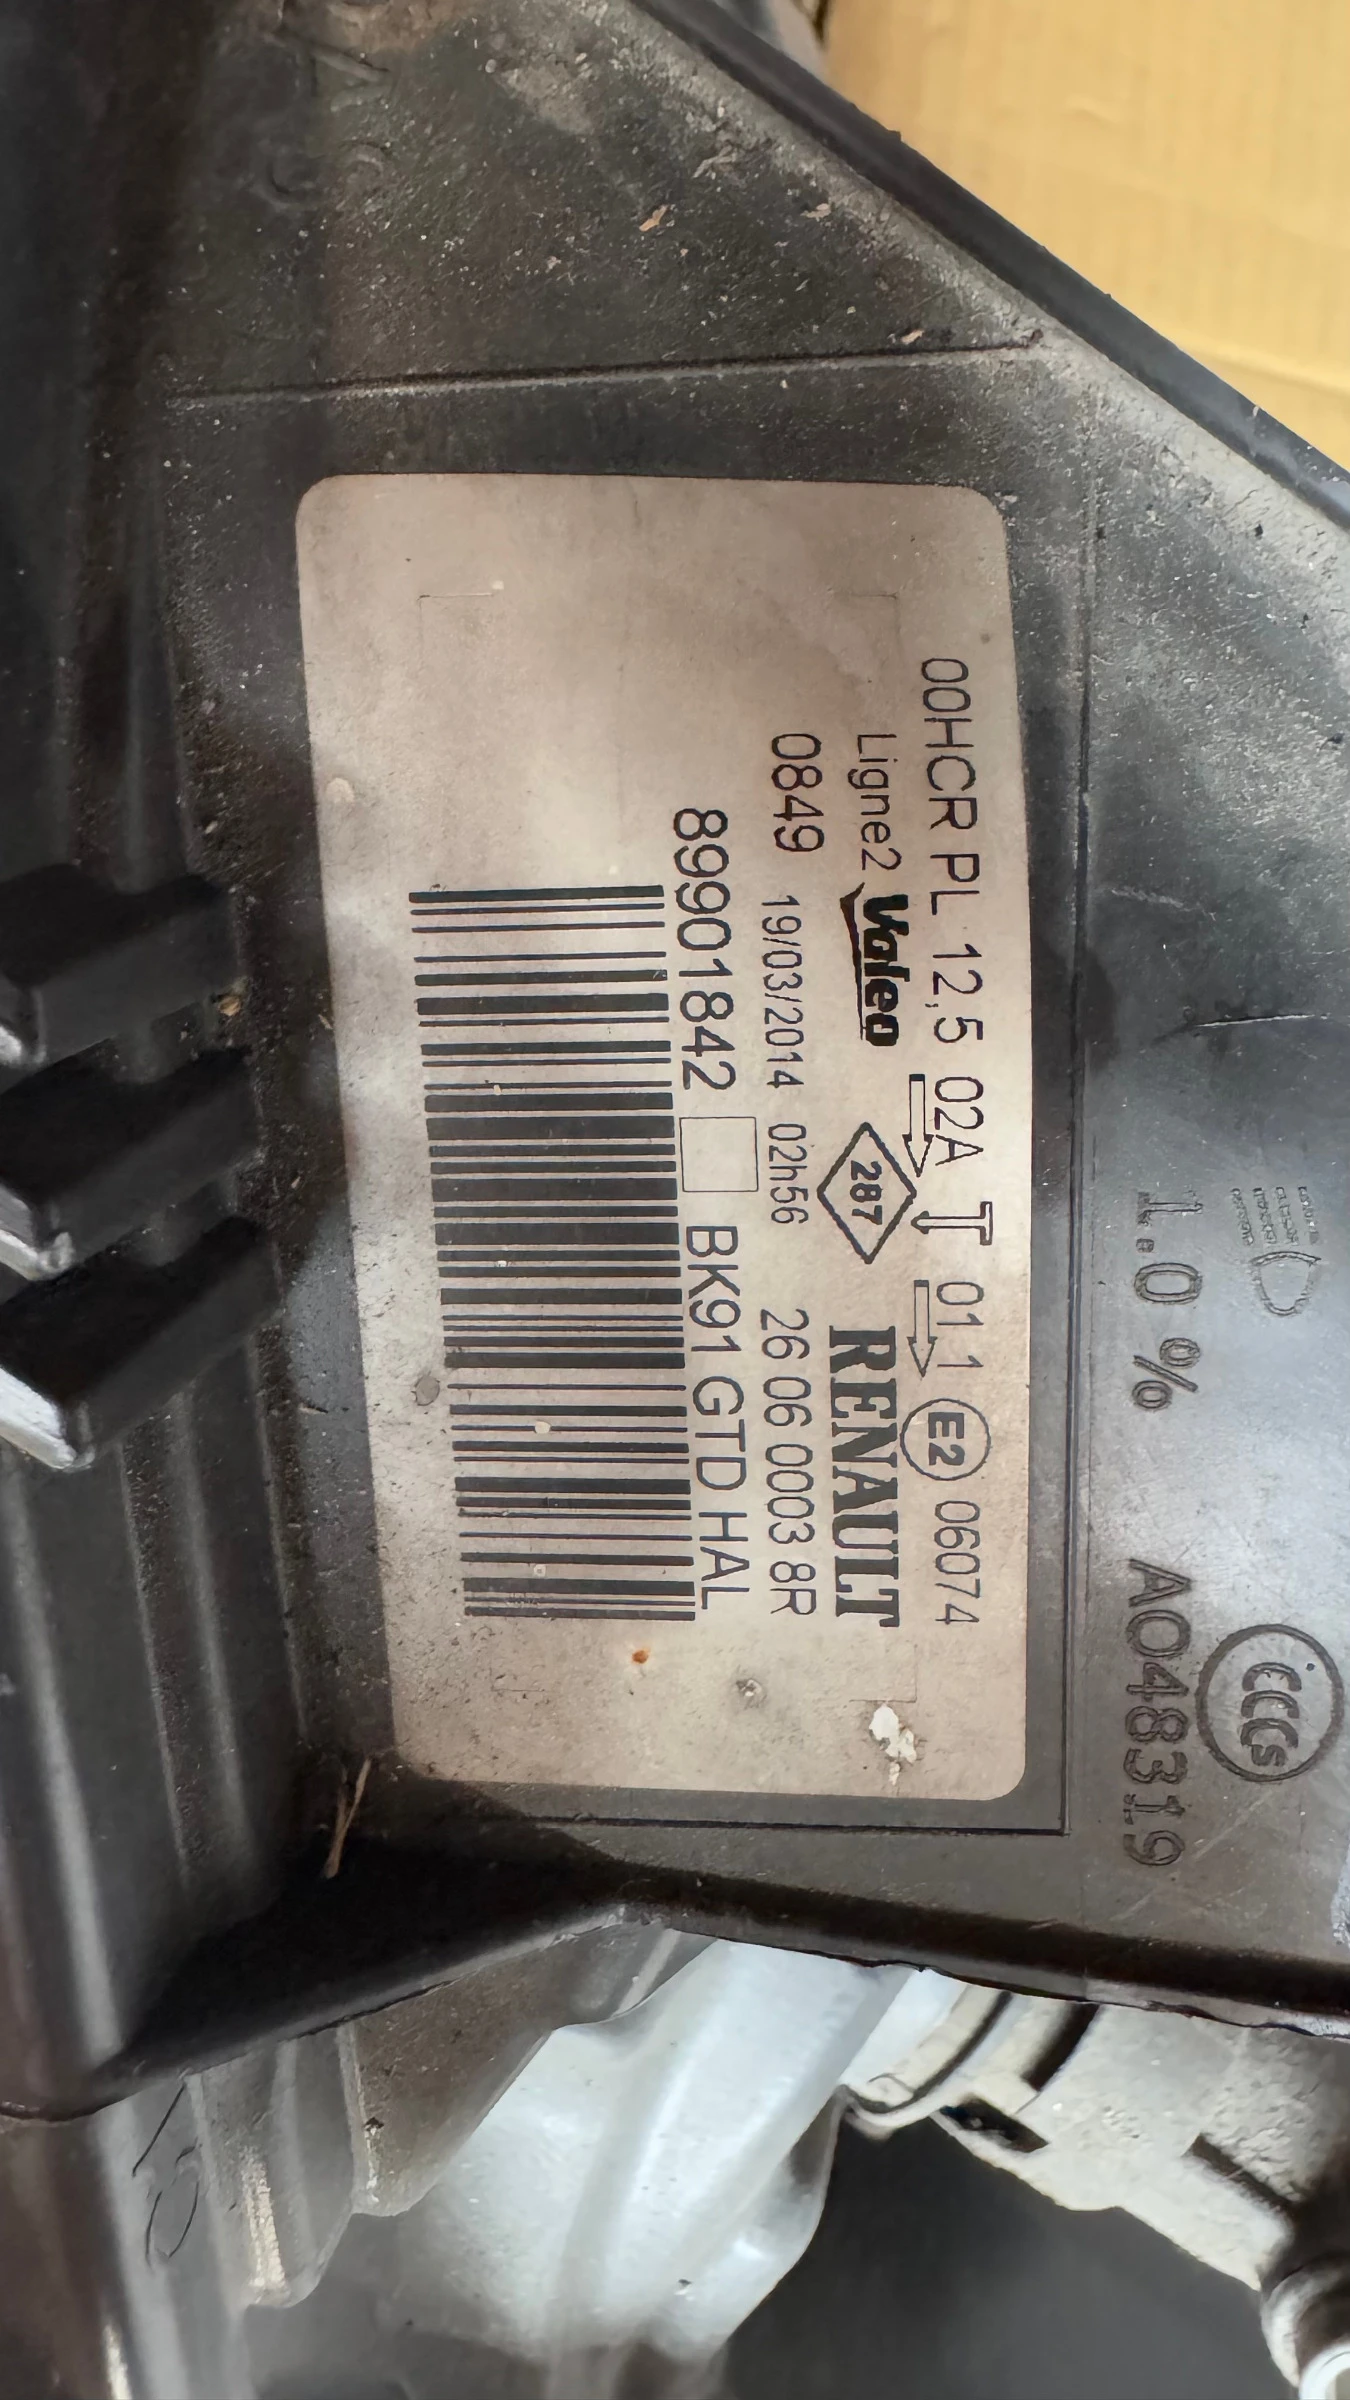 1.0 % A048319
CCC S
00HCR PL 12,5 02A 01.1 E2 06074
Ligne2 Valeo 287 RENAULT
0849 19/03/2014 02h56 26 06 0003 8R
89901842 BK91 GTD HAL